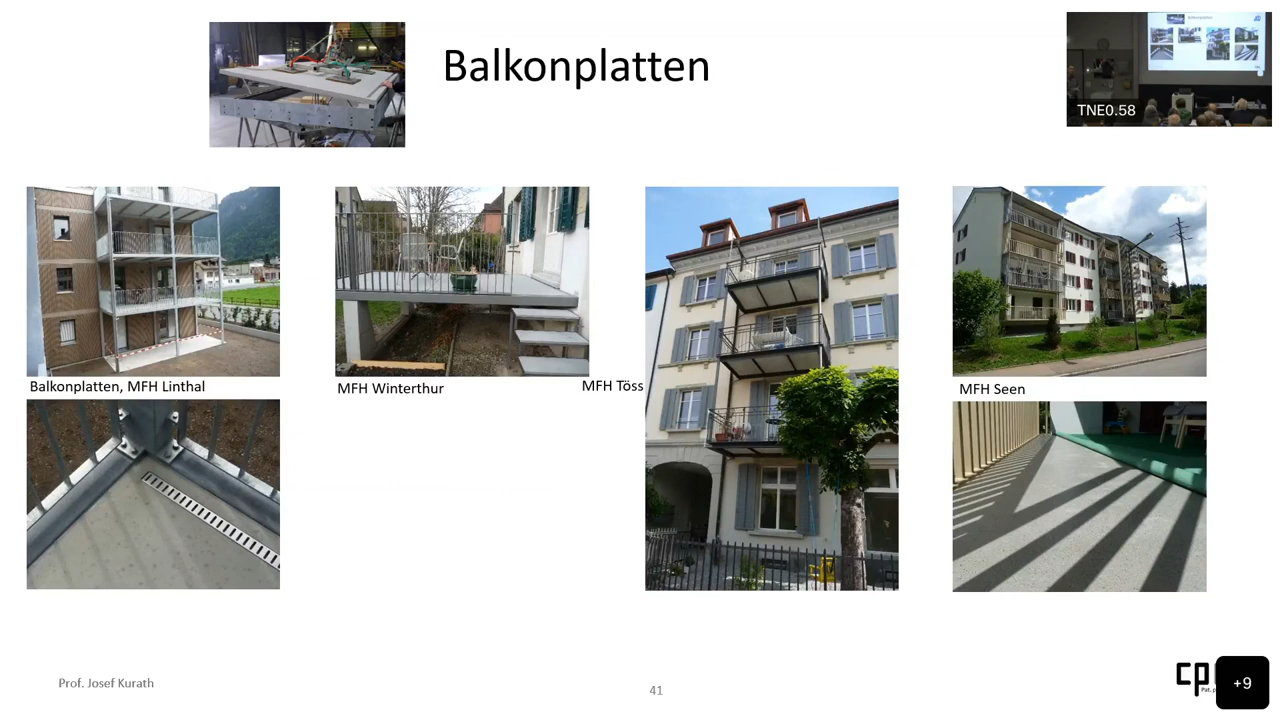 Balkonplatten
TNE0.58
Balkonplatten, MFH Linthal
MFH Winterthur
MFH Töss
MFH Seen
Prof. Josef Kurath
41
cp
+9